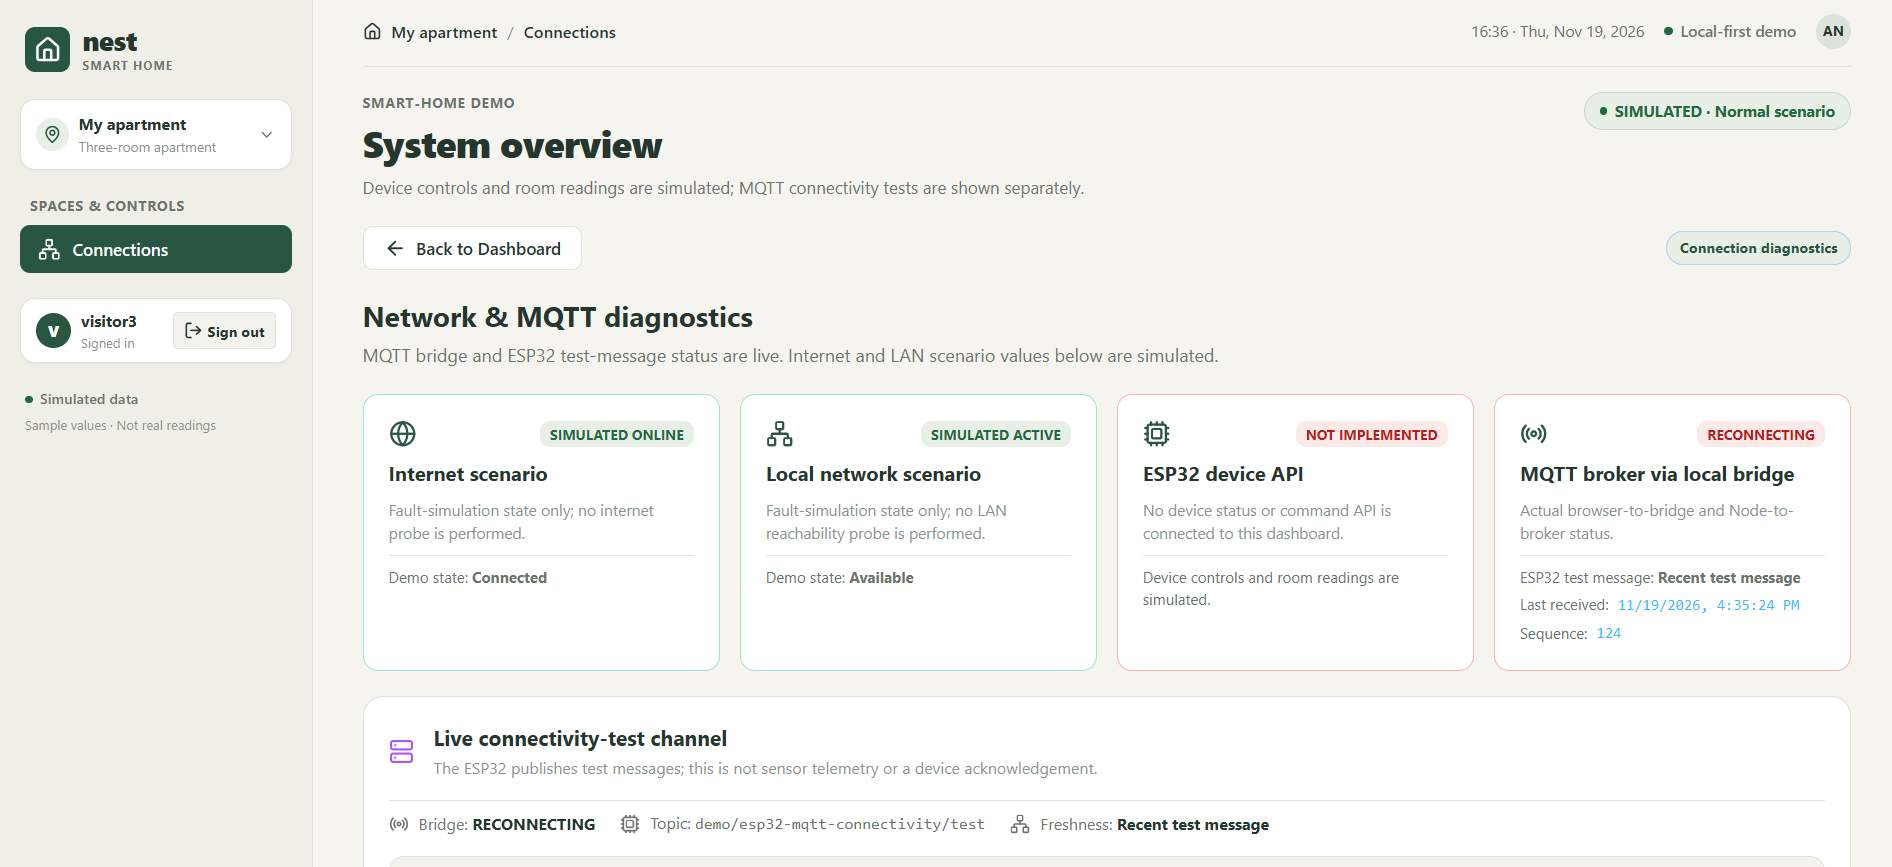 nest
SMART HOME
My apartment
Three-room apartment
SPACES & CONTROLS
Connections
V
visitor3
Signed in
Sign out
Simulated data
Sample values · Not real readings
My apartment / Connections
16:36 · Thu, Nov 19, 2026
Local-first demo
AN
SMART-HOME DEMO
System overview
Device controls and room readings are simulated; MQTT connectivity tests are shown separately.
SIMULATED · Normal scenario
Back to Dashboard
Connection diagnostics
Network & MQTT diagnostics
MQTT bridge and ESP32 test-message status are live. Internet and LAN scenario values below are simulated.
SIMULATED ONLINE
Internet scenario
Fault-simulation state only; no internet
probe is performed.
Demo state: Connected
SIMULATED ACTIVE
Local network scenario
Fault-simulation state only; no LAN
reachability probe is performed.
Demo state: Available
NOT IMPLEMENTED
ESP32 device API
No device status or command API is
connected to this dashboard.
Device controls and room readings are
simulated.
RECONNECTING
MQTT broker via local bridge
Actual browser-to-bridge and Node-to-
broker status.
ESP32 test message: Recent test message
Last received: 11/19/2026, 4:35:24 PM
Sequence: 124
Live connectivity-test channel
The ESP32 publishes test messages; this is not sensor telemetry or a device acknowledgement.
Bridge: RECONNECTING
Topic: demo/esp32-mqtt-connectivity/test
Freshness: Recent test message